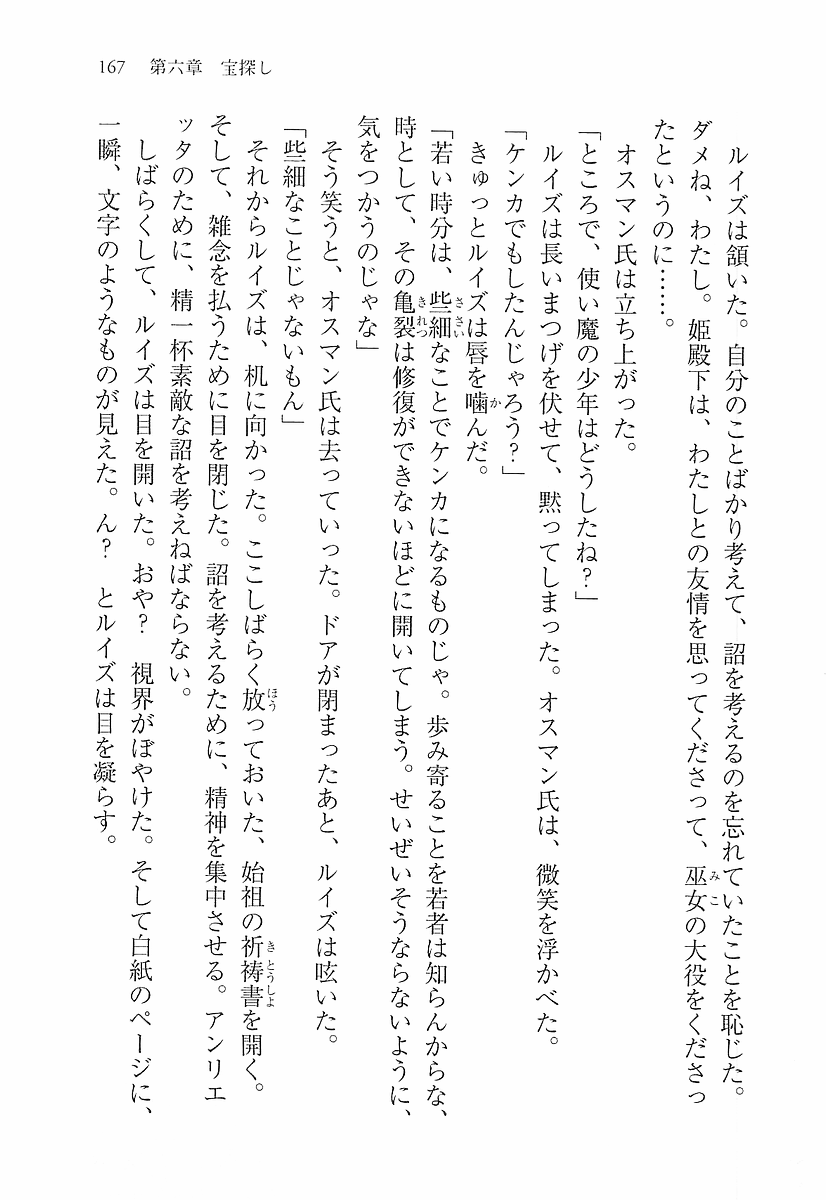 167　第六章　宝探し
　ルイズは頷いた。自分のことばかり考えて、詔を考えるのを忘れていたことを恥じた。
ダメね、わたし。姫殿下は、わたしとの友情を思ってくださって、巫女の大役をくださっ
たというのに……。
　オスマン氏は立ち上がった。
「ところで、使い魔の少年はどうしたね？」
　ルイズは長いまつげを伏せて、黙ってしまった。オスマン氏は、微笑を浮かべた。
「ケンカでもしたんじゃろう？」
　きゅっとルイズは唇を噛んだ。
「若い時分は、些細なことでケンカになるものじゃ。歩み寄ることを若者は知らんからな、
時として、その亀裂は修復ができないほどに開いてしまう。せいぜいそうならないように、
気をつかうのじゃな」
　そう笑うと、オスマン氏は去っていった。ドアが閉まったあと、ルイズは呟いた。
「些細なことじゃないもん」
　それからルイズは、机に向かった。ここしばらく放っておいた、始祖の祈祷書を開く。
そして、雑念を払うために目を閉じた。詔を考えるために、精神を集中させる。アンリエ
ッタのために、精一杯素敵な詔を考えねばならない。
　しばらくして、ルイズは目を開いた。おや？　視界がぼやけた。そして白紙のページに、
一瞬、文字のようなものが見えた。ん？　とルイズは目を凝らす。